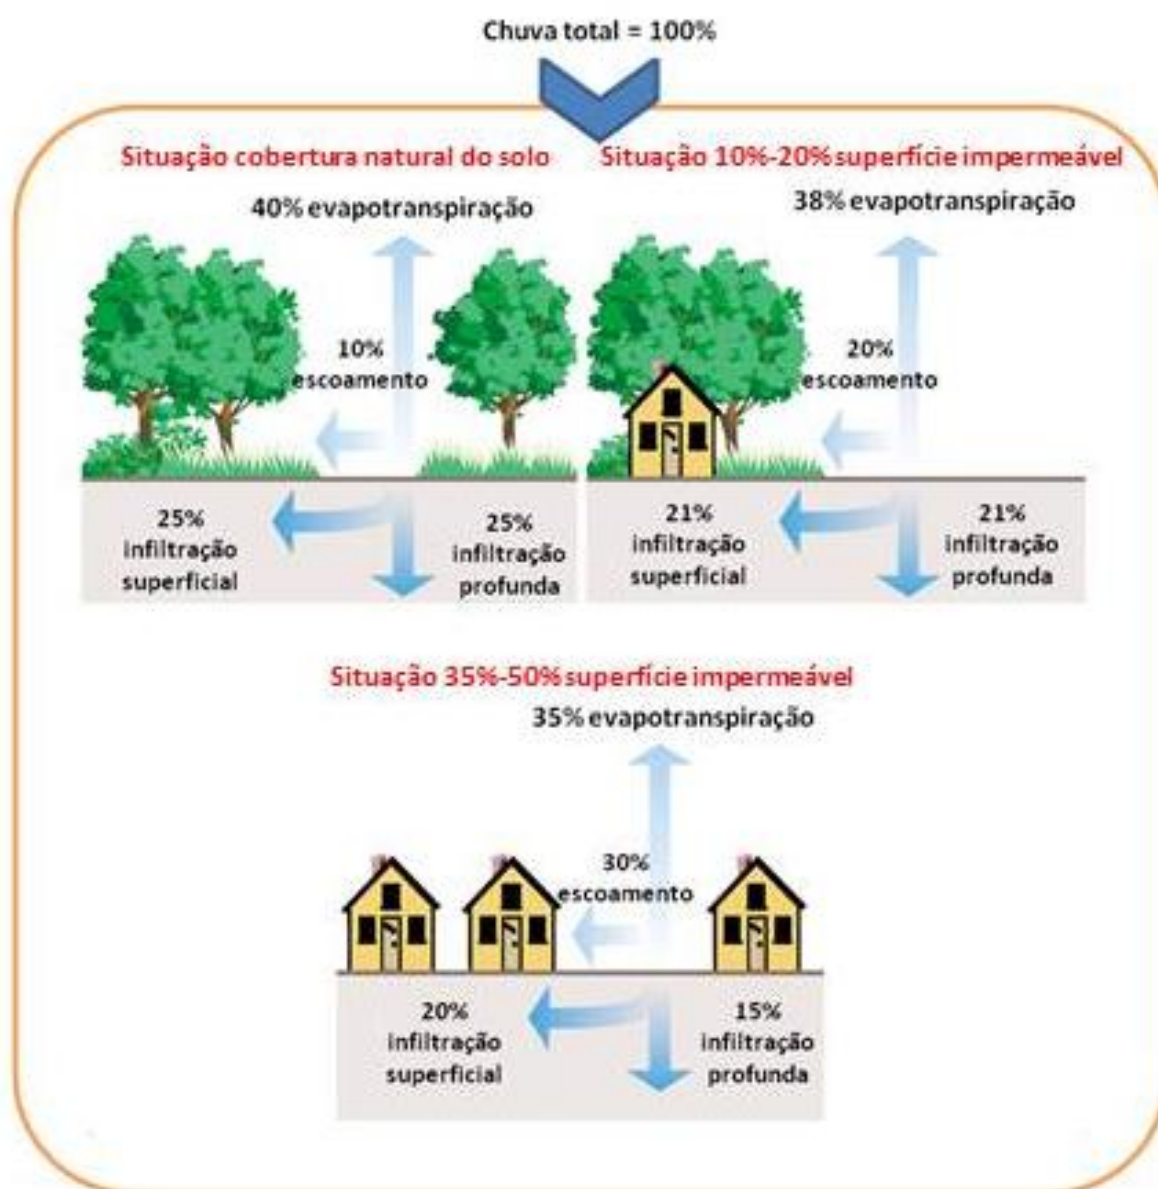 Chuva total = 100%
Situação cobertura natural do solo
40% evapotranspiração
10%
escoamento
25%
infiltração
superficial
25%
infiltração
profunda
Situação 10%-20% superfície impermeável
38% evapotranspiração
20%
escoamento
21%
infiltração
superficial
21%
infiltração
profunda
Situação 35%-50% superfície impermeável
35% evapotranspiração
30%
escoamento
20%
infiltração
superficial
15%
infiltração
profunda